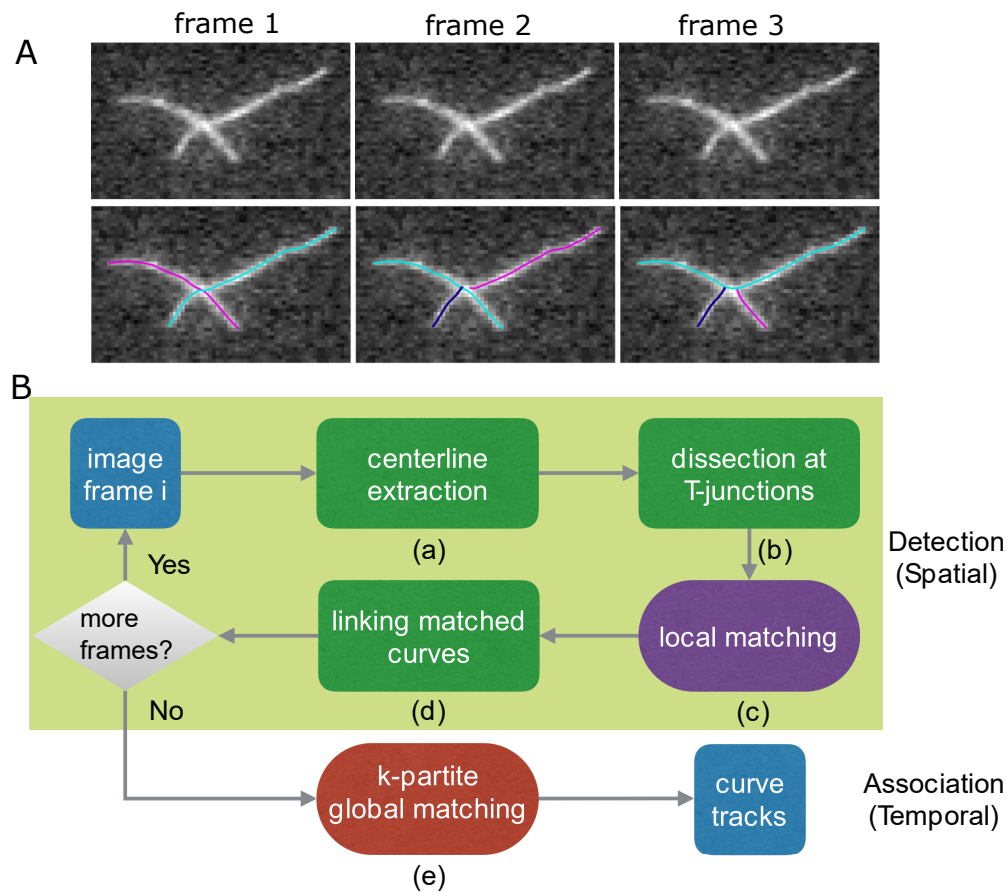 frame 1
frame 2
frame 3
A
B
image
frame i
centerline
extraction
dissection at
T-junctions
(a)
(b)
Detection
(Spatial)
Yes
more
frames?
linking matched
curves
local matching
No
(d)
(c)
k-partite
global matching
curve
tracks
Association
(Temporal)
(e)